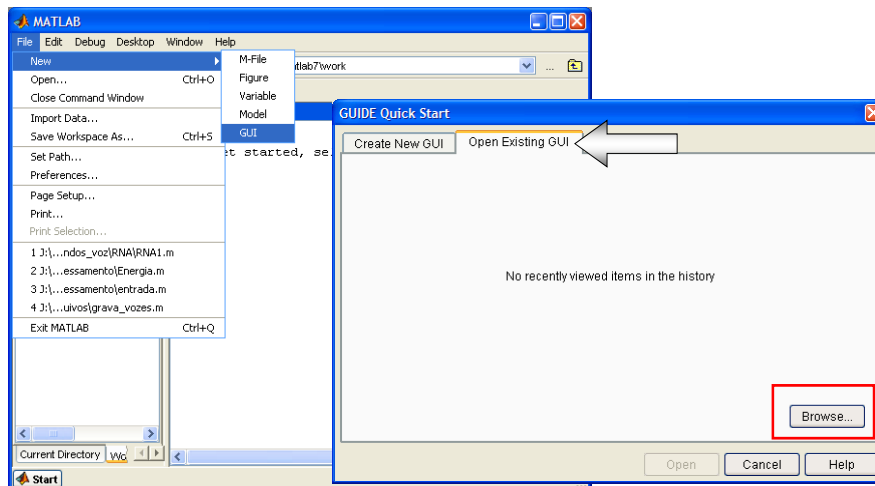 MATLAB
File Edit Debug Desktop Window Help
New
Open... Ctrl+O
Close Command Window
Import Data...
Save Workspace As... Ctrl+S
Set Path...
Preferences...
Page Setup...
Print...
Print Selection...
1 J:\...ndos_voz\RNA\RNA1.m
2 J:\...essamento\Energia.m
3 J:\...essamento\entrada.m
4 J:\...uivos\grava_vozes.m
Exit MATLAB Ctrl+Q
M-File
Figure
Variable
Model
GUI
tlab7\work
...
et started, se
Current Directory Wo
Start
GUIDE Quick Start
Create New GUI Open Existing GUI
No recently viewed items in the history
Browse...
Open Cancel Help